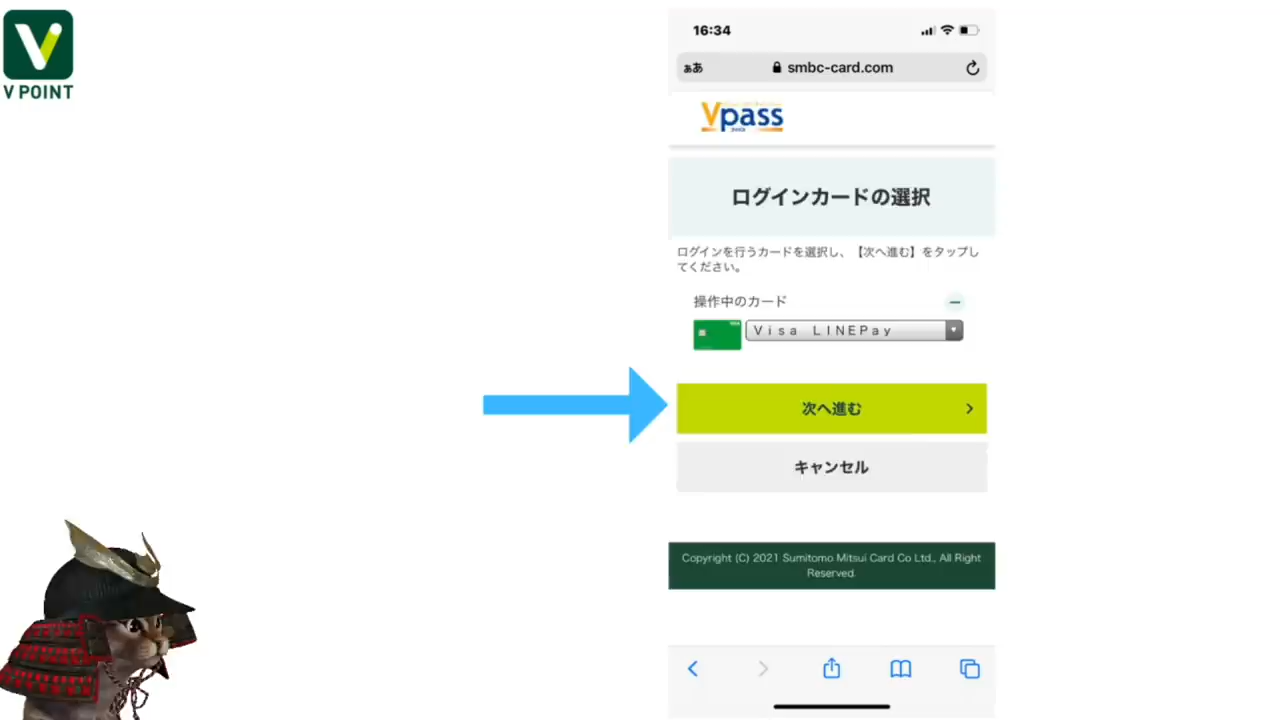 V POINT
16:34
ぁあ smbc-card.com
Vpass
ログインカードの選択
ログインを行うカードを選択し、【次へ進む】をタップし
てください。
操作中のカード
Ｖｉｓａ　ＬＩＮＥＰａｙ
次へ進む
キャンセル
Copyright (C) 2021 Sumitomo Mitsui Card Co Ltd., All Right
Reserved.